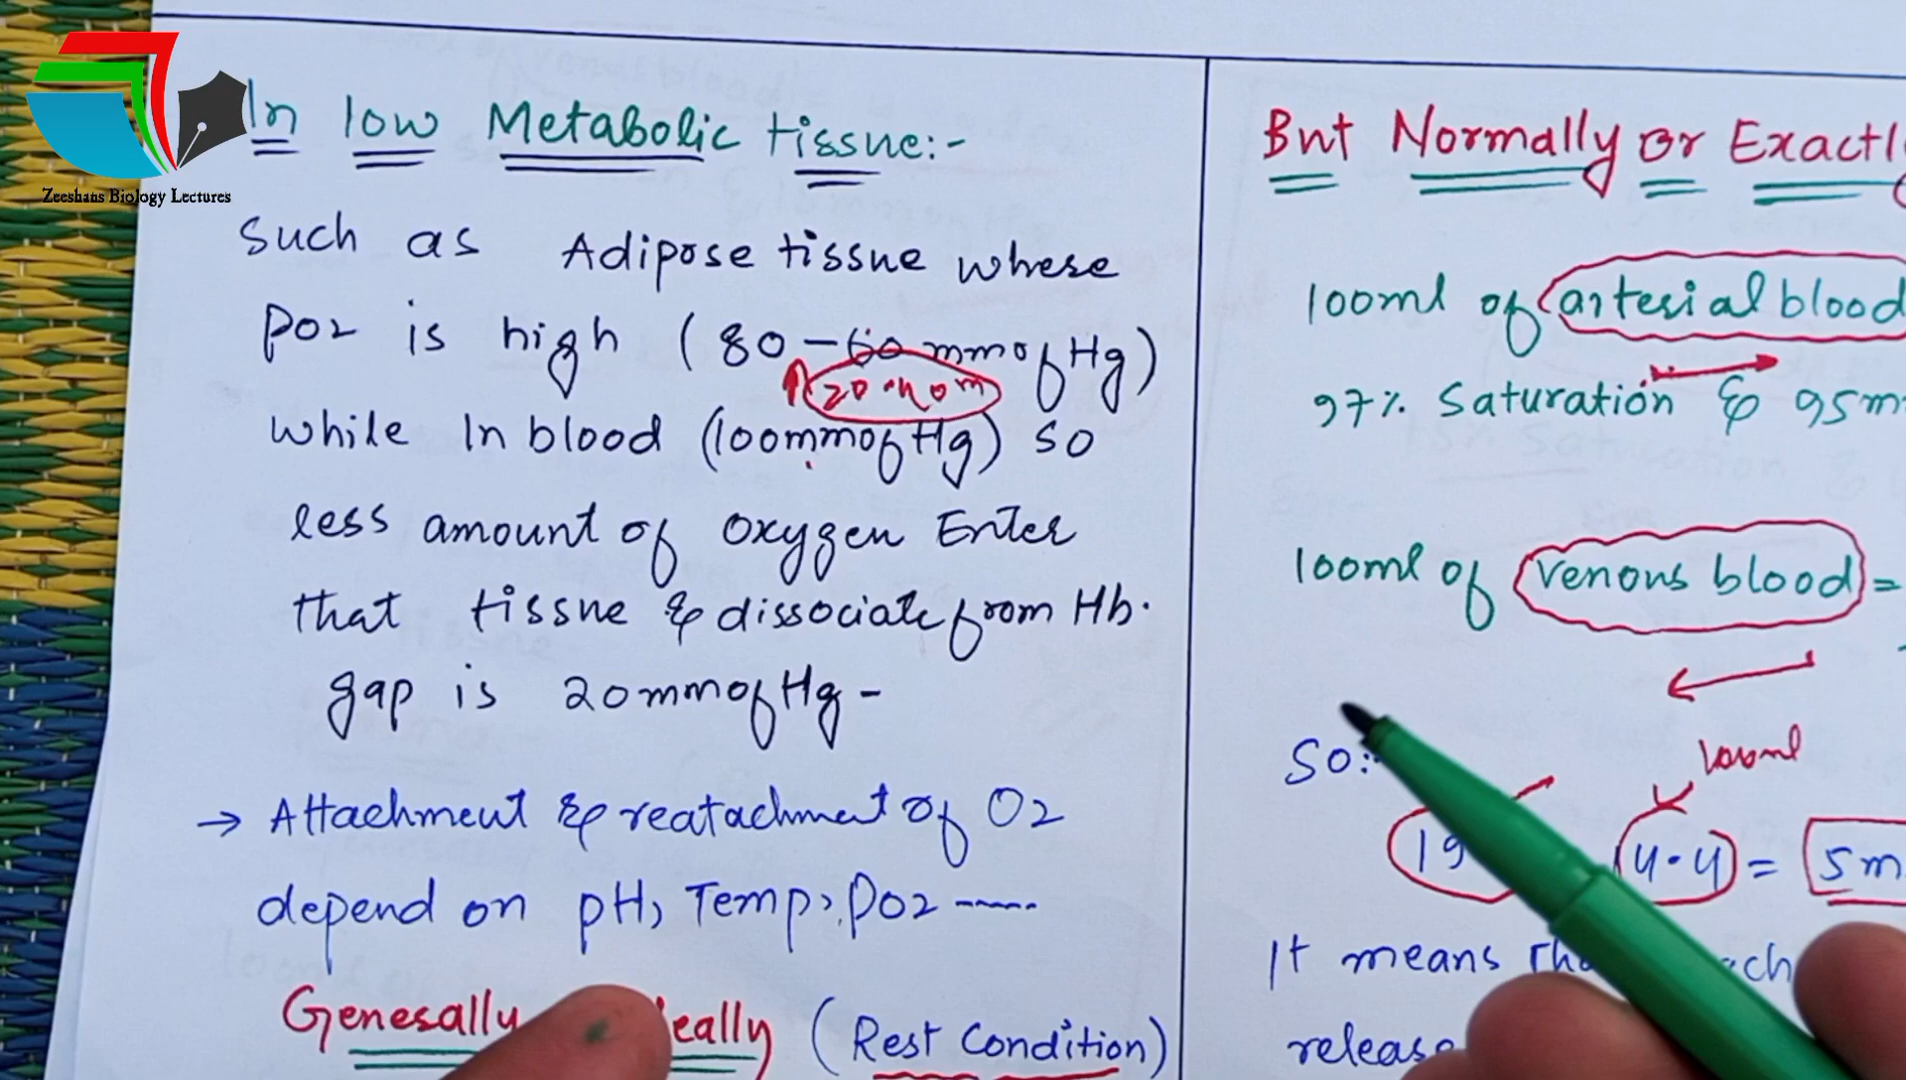 Zeeshans Biology Lectures
In low Metabolic tissue:-
Such as Adipose tissue where
PO2 is high (80-60 mmofHg)
20
while In blood (100mmofHg) so
less amount of oxygen Enter
that tissue & dissociate from Hb.
gap is 20mmofHg -
→ Attachment & reatachment of O2
depend on pH, Temp, PO2 -----
(Rest Condition)
But Normally or Exactl
100ml of arterial blood
97% Saturation & 95m
100ml of venous blood =
So:-
100ml
4.4 = 5m
It means
release